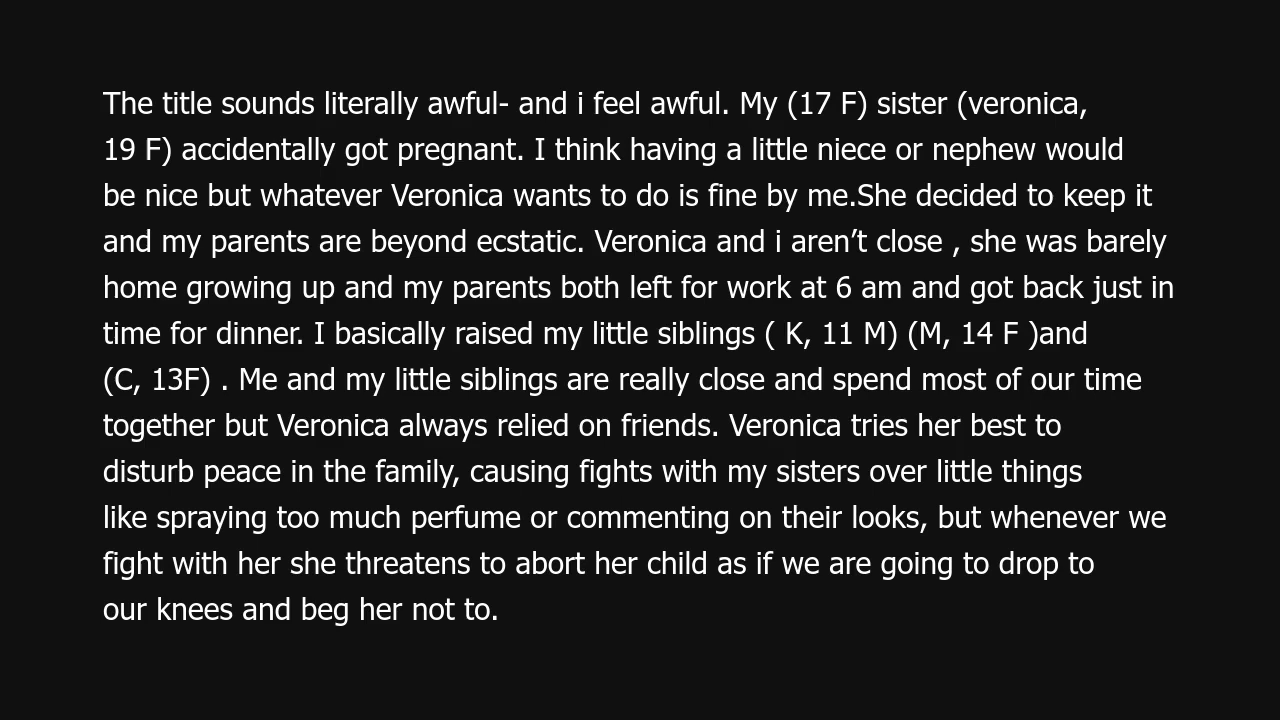 The title sounds literally awful- and i feel awful. My (17 F) sister (veronica,
19 F) accidentally got pregnant. I think having a little niece or nephew would
be nice but whatever Veronica wants to do is fine by me.She decided to keep it
and my parents are beyond ecstatic. Veronica and i aren’t close , she was barely
home growing up and my parents both left for work at 6 am and got back just in
time for dinner. I basically raised my little siblings ( K, 11 M) (M, 14 F )and
(C, 13F) . Me and my little siblings are really close and spend most of our time
together but Veronica always relied on friends. Veronica tries her best to
disturb peace in the family, causing fights with my sisters over little things
like spraying too much perfume or commenting on their looks, but whenever we
fight with her she threatens to abort her child as if we are going to drop to
our knees and beg her not to.